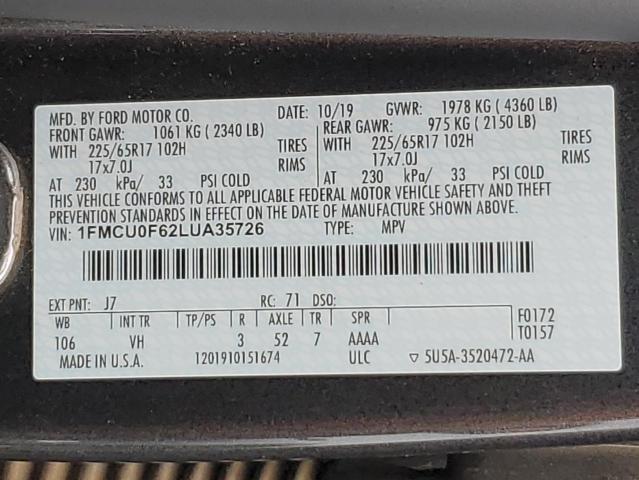 MFD. BY FORD MOTOR CO. DATE: 10/19 GVWR: 1978 KG ( 4360 LB)
FRONT GAWR: 1061 KG ( 2340 LB) REAR GAWR: 975 KG ( 2150 LB)
WITH 225/65R17 102H TIRES WITH 225/65R17 102H TIRES
17x7.0J RIMS 17x7.0J RIMS
AT 230 kPa/ 33 PSI COLD AT 230 kPa/ 33 PSI COLD
THIS VEHICLE CONFORMS TO ALL APPLICABLE FEDERAL MOTOR VEHICLE SAFETY AND THEFT
PREVENTION STANDARDS IN EFFECT ON THE DATE OF MANUFACTURE SHOWN ABOVE.
VIN: 1FMCU0F62LUA35726 TYPE: MPV
EXT PNT: J7 RC: 71 DSO:
WB INT TR TP/PS R AXLE TR SPR F0172
106 VH 3 52 7 AAAA T0157
MADE IN U.S.A. 1201910151674 ULC ▽ 5U5A-3520472-AA